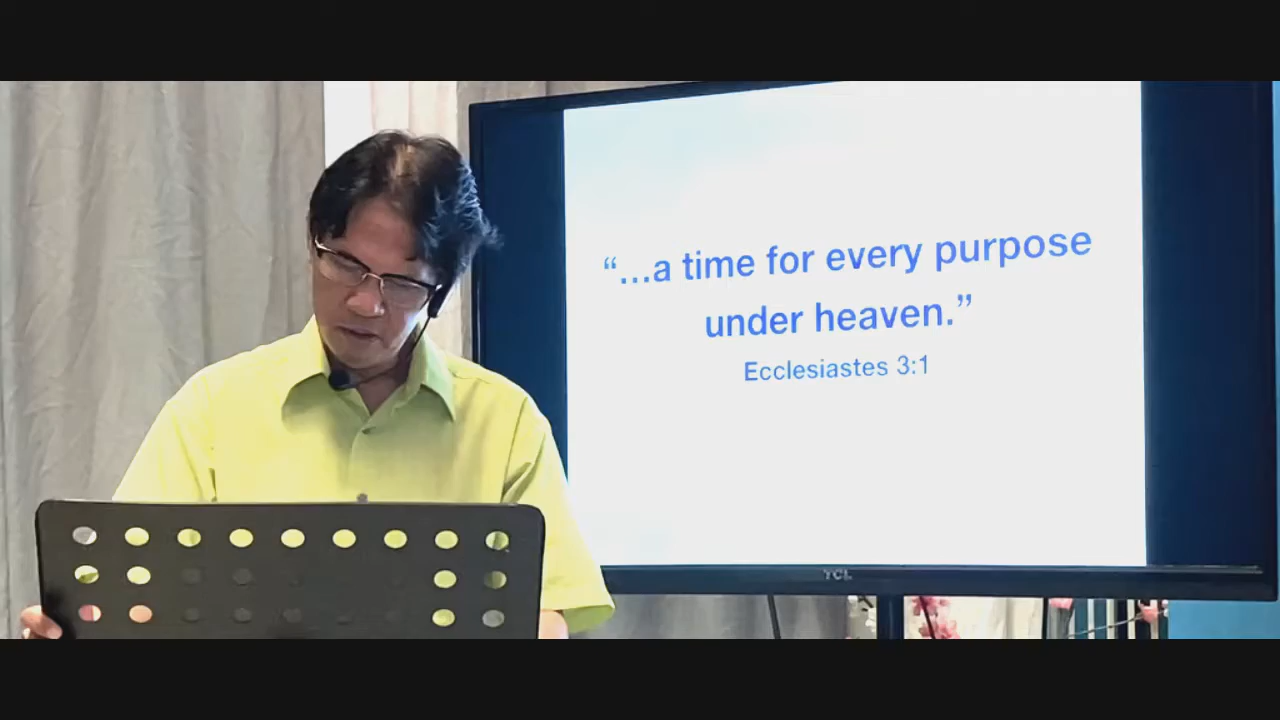 “...a time for every purpose
under heaven.”
Ecclesiastes 3:1
TCL